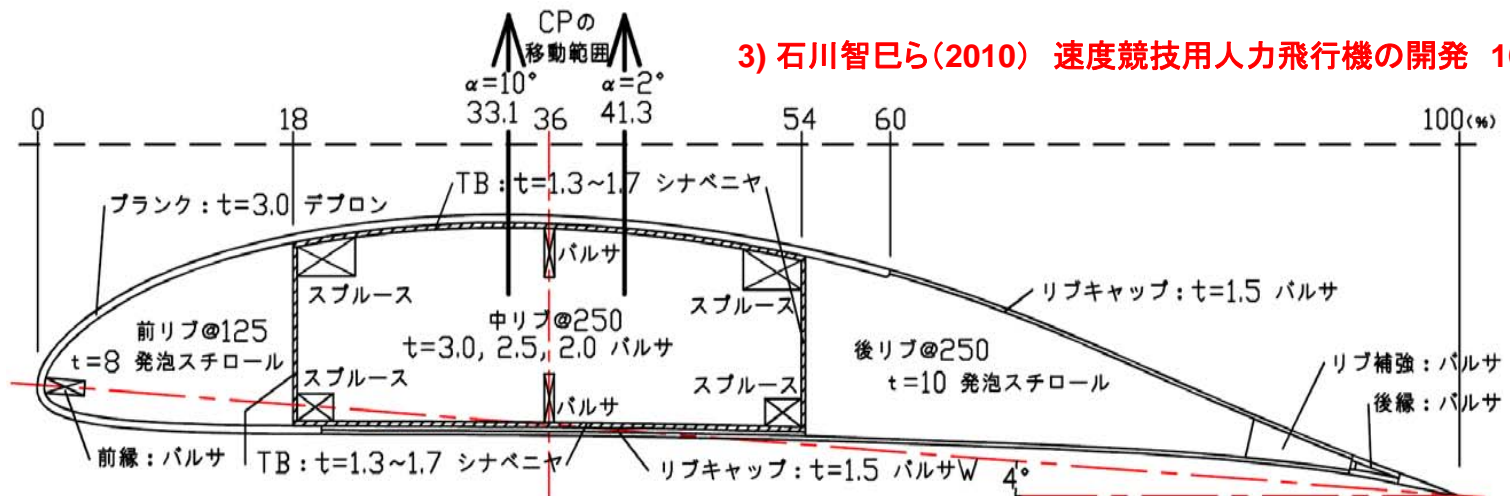 CPの
移動範囲
3) 石川智巳ら(2010) 速度競技用人力飛行機の開発
α=10° α=2°
0 18 33.1 36 41.3 54 60 100(%)
TB:t=1.3~1.7 シナベニヤ
プランク:t=3.0 デプロン
バルサ
スプルース
スプルース
リブキャップ:t=1.5 バルサ
前リブ@125
t=8 発泡スチロール
中リブ@250
t=3.0, 2.5, 2.0 バルサ
後リブ@250
t=10 発泡スチロール
リブ補強:バルサ
スプルース
バルサ
スプルース
後縁:バルサ
前縁:バルサ
TB:t=1.3~1.7 シナベニヤ
リブキャップ:t=1.5 バルサW
4°